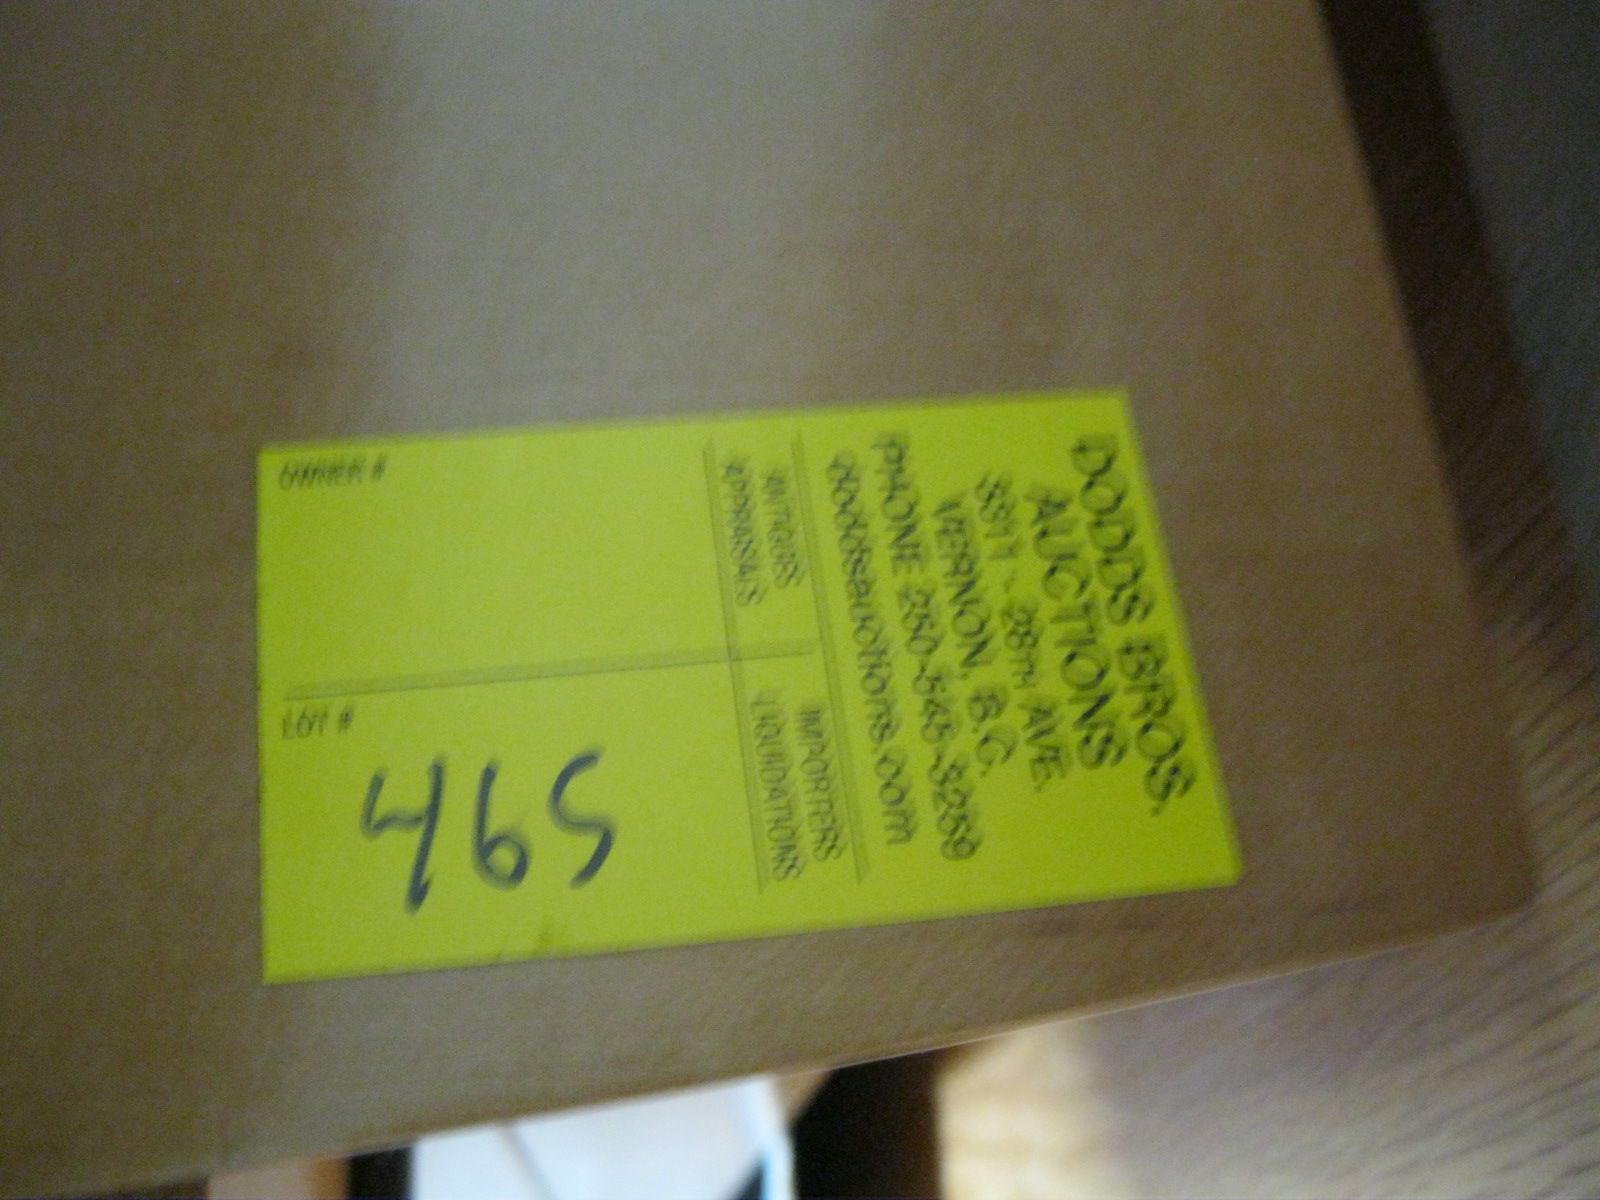 DODDS BROS.
AUCTIONS
3311 - 28TH AVE.
VERNON, B.C.
PHONE 250-545-3259
doddsauctions.com
ANTIQUES IMPORTERS
APPRAISALS LIQUIDATIONS
OWNER #
LOT #
465